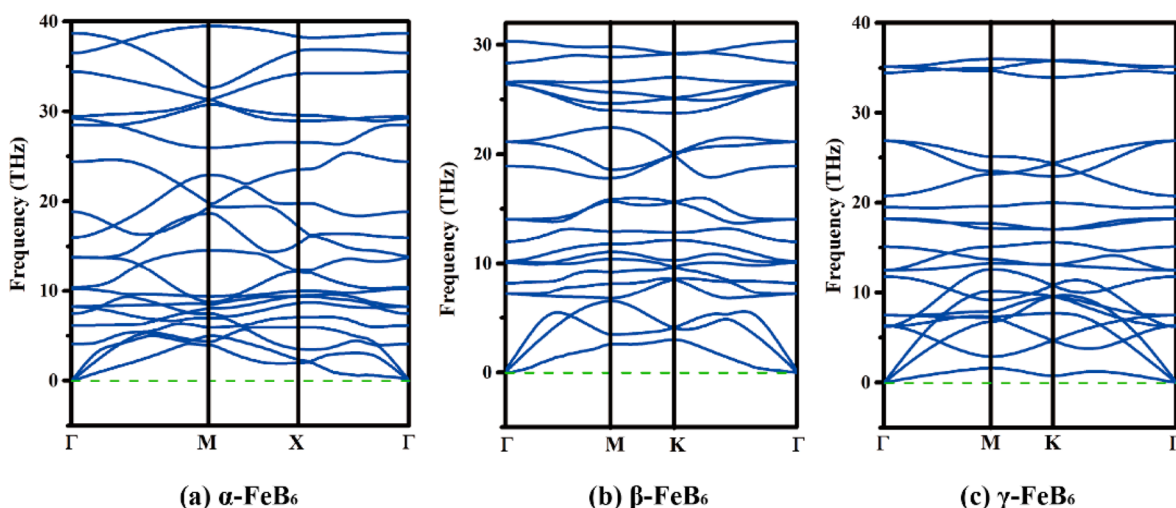 40
30
20
10
0
Frequency (THz)
Γ M X Γ
(a) α-FeB₆
30
20
10
0
Frequency (THz)
Γ M K Γ
(b) β-FeB₆
40
30
20
10
0
Frequency (THz)
Γ M K Γ
(c) γ-FeB₆